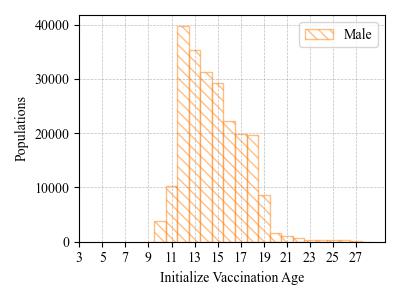 Male
40000
30000
20000
10000
0
Populations
3 5 7 9 11 13 15 17 19 21 23 25 27
Initialize Vaccination Age